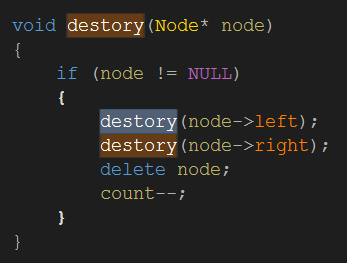 void destory(Node* node)
{
    if (node != NULL)
    {
        destory(node->left);
        destory(node->right);
        delete node;
        count--;
    }
}